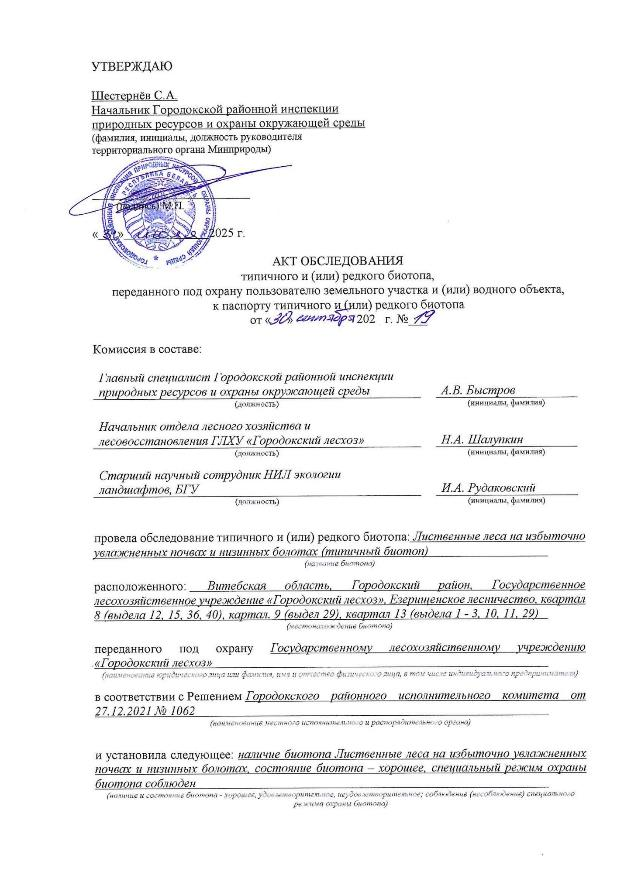 УТВЕРЖДАЮ
Шестернёв С.А.
Начальник Городокской районной инспекции
природных ресурсов и охраны окружающей среды
(фамилия, инициалы, должность руководителя
территориального органа Минприроды)
(подпись) М.П.
РЕСПУБЛИКА БЕЛАРУСЬ
2025 г.
АКТ ОБСЛЕДОВАНИЯ
типичного и (или) редкого биотопа,
переданного под охрану пользователю земельного участка и (или) водного объекта,
к паспорту типичного и (или) редкого биотопа
от «30» сентября 202 г. № 19
Комиссия в составе:
Главный специалист Городокской районной инспекции
природных ресурсов и охраны окружающей среды А.В. Быстров
(должность) (инициалы, фамилия)
Начальник отдела лесного хозяйства и
лесовосстановления ГЛХУ «Городокский лесхоз» Н.А. Шалупкин
(должность) (инициалы, фамилия)
Старший научный сотрудник НИЛ экологии
ландшафтов, БГУ И.А. Рудаковский
(должность) (инициалы, фамилия)
провела обследование типичного и (или) редкого биотопа: Лиственные леса на избыточно
увлажненных почвах и низинных болотах (типичный биотоп)
(название биотопа)
расположенного: Витебская область, Городокский район, Государственное
лесохозяйственное учреждение «Городокский лесхоз», Езерищенское лесничество, квартал
8 (выдела 12, 15, 36, 40), картал. 9 (выдел 29), квартал 13 (выдела 1 - 3, 10, 11, 29)
(местонахождение биотопа)
переданного под охрану Государственному лесохозяйственному учреждению
«Городокский лесхоз»
(наименование юридического лица или фамилия, имя и отчество физического лица, в том числе индивидуального предпринимателя)
в соответствии с Решением Городокского районного исполнительного комитета от
27.12.2021 № 1062
(наименование местного исполнительного и распорядительного органа)
и установила следующее: наличие биотопа Лиственные леса на избыточно увлажненных
почвах и низинных болотах, состояние биотопа – хорошее, специальный режим охраны
биотопа соблюден
(наличие и состояние биотопа - хорошее, удовлетворительное, неудовлетворительное; соблюдение (несоблюдение) специального
режима охраны биотопа)